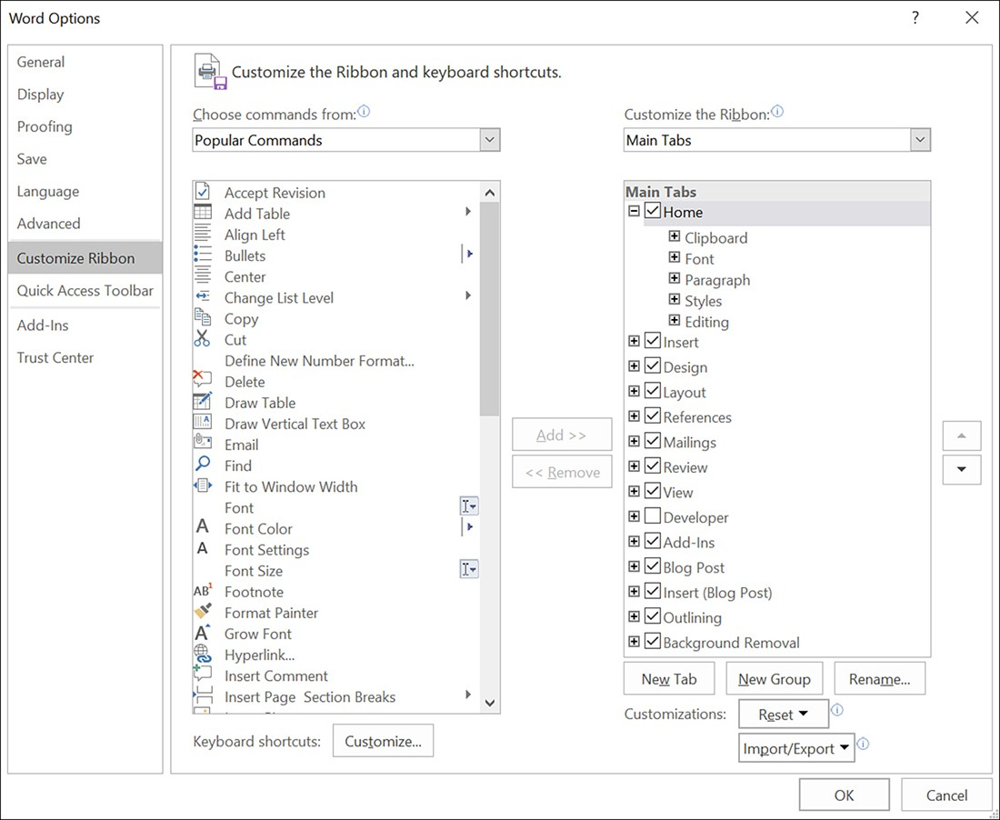 Word Options
?
General
Display
Proofing
Save
Language
Advanced
Customize Ribbon
Quick Access Toolbar
Add-Ins
Trust Center
Customize the Ribbon and keyboard shortcuts.
Choose commands from:
Popular Commands
Accept Revision
Add Table
Align Left
Bullets
Center
Change List Level
Copy
Cut
Define New Number Format...
Delete
Draw Table
Draw Vertical Text Box
Email
Find
Fit to Window Width
Font
Font Color
Font Settings
Font Size
Footnote
Format Painter
Grow Font
Hyperlink...
Insert Comment
Insert Page  Section Breaks
Keyboard shortcuts:
Customize...
Add >>
<< Remove
Customize the Ribbon:
Main Tabs
Main Tabs
Home
Clipboard
Font
Paragraph
Styles
Editing
Insert
Design
Layout
References
Mailings
Review
View
Developer
Add-Ins
Blog Post
Insert (Blog Post)
Outlining
Background Removal
New Tab
New Group
Rename...
Customizations:
Reset
Import/Export
OK
Cancel